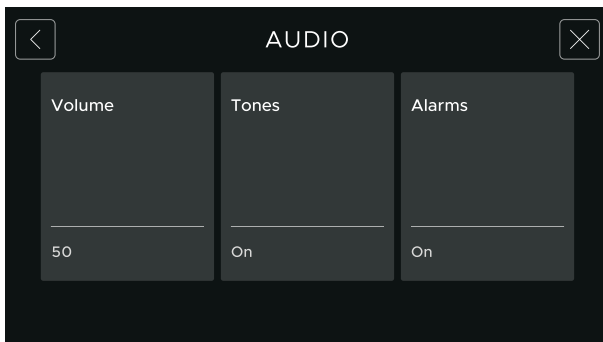 AUDIO
Volume
Tones
Alarms
50
On
On